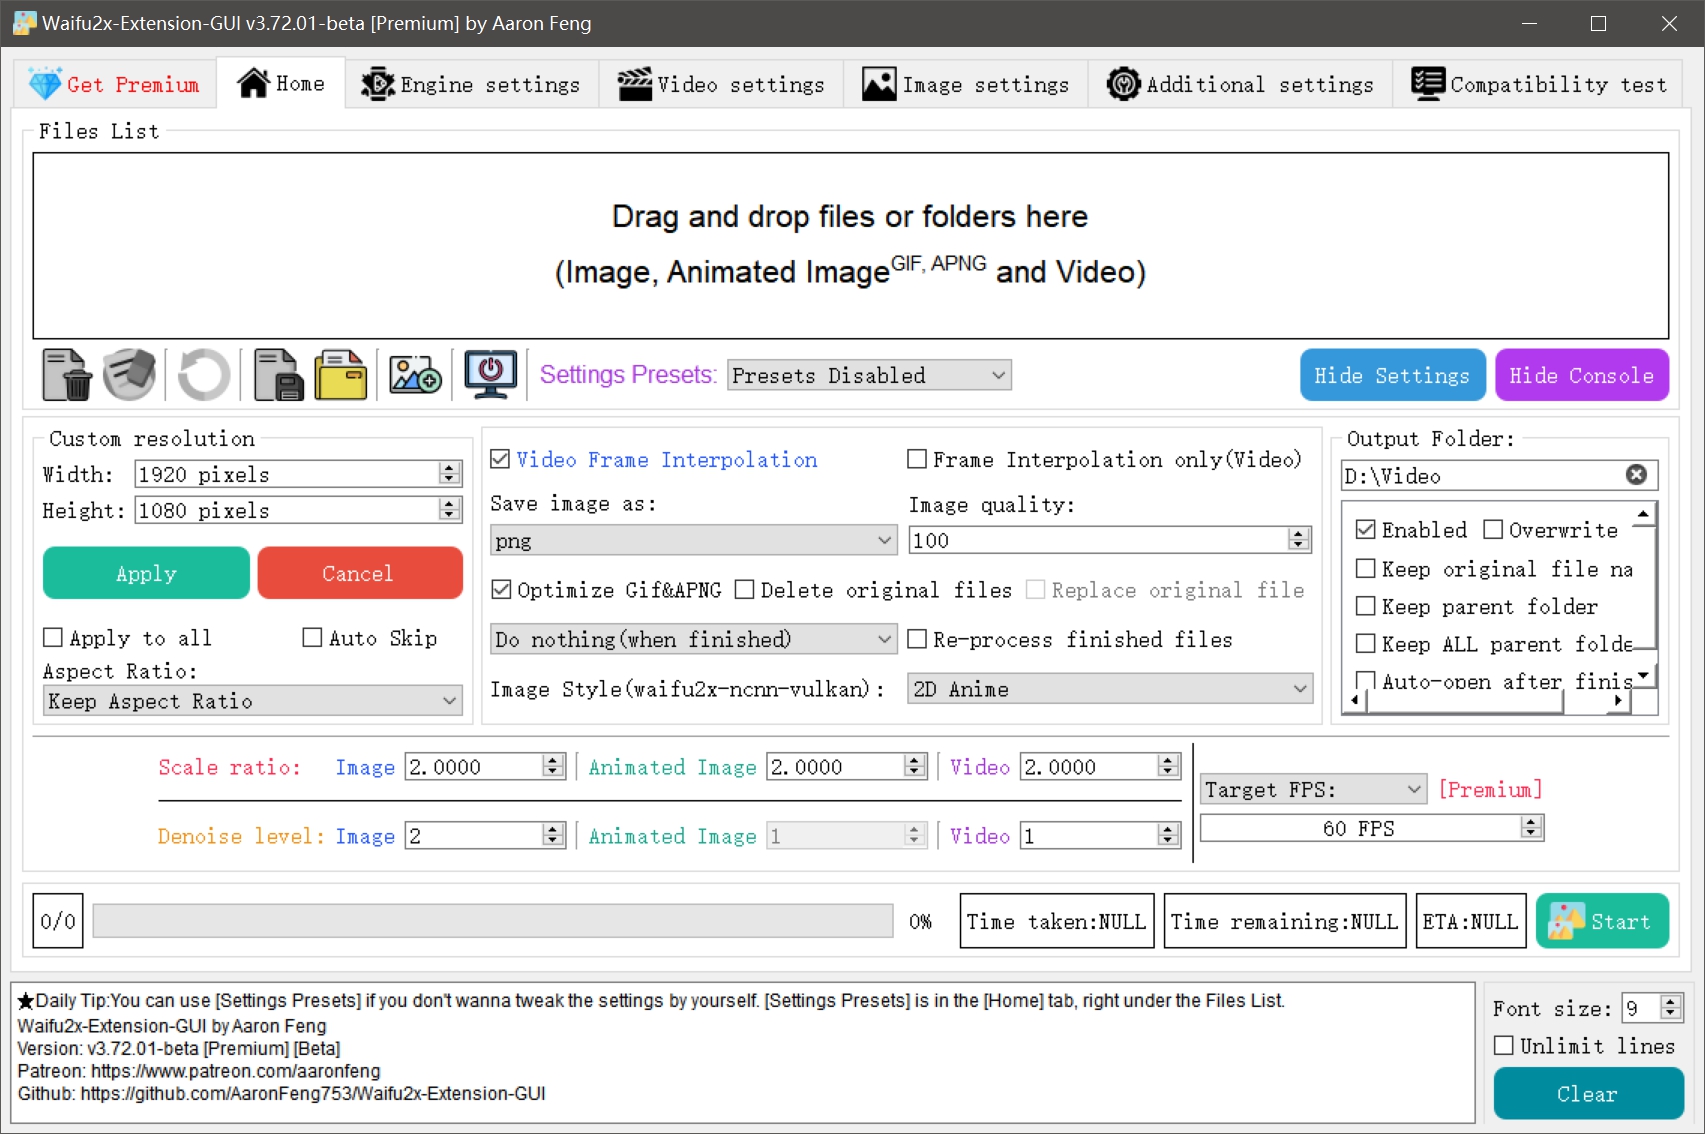 Waifu2x-Extension-GUI v3.72.01-beta [Premium] by Aaron Feng
Get Premium Home Engine settings Video settings Image settings Additional settings Compatibility test
Files List
Drag and drop files or folders here
(Image, Animated Image GIF, APNG and Video)
Settings Presets: Presets Disabled Hide Settings Hide Console
Custom resolution
Width: 1920 pixels
Height: 1080 pixels
Apply Cancel
Apply to all Auto Skip
Aspect Ratio:
Keep Aspect Ratio
Video Frame Interpolation Frame Interpolation only(Video)
Save image as: Image quality:
png 100
Optimize Gif&APNG Delete original files Replace original file
Do nothing(when finished) Re-process finished files
Image Style(waifu2x-ncnn-vulkan): 2D Anime
Output Folder:
D:\Video
Enabled Overwrite
Keep original file na
Keep parent folder
Keep ALL parent folde
Auto-open after finis
Scale ratio: Image 2.0000 Animated Image 2.0000 Video 2.0000
Denoise level: Image 2 Animated Image 1 Video 1
Target FPS: [Premium]
60 FPS
0/0 0% Time taken:NULL Time remaining:NULL ETA:NULL Start
★Daily Tip:You can use [Settings Presets] if you don't wanna tweak the settings by yourself. [Settings Presets] is in the [Home] tab, right under the Files List.
Waifu2x-Extension-GUI by Aaron Feng
Version: v3.72.01-beta [Premium] [Beta]
Patreon: https://www.patreon.com/aaronfeng
Github: https://github.com/AaronFeng753/Waifu2x-Extension-GUI
Font size: 9
Unlimit lines
Clear